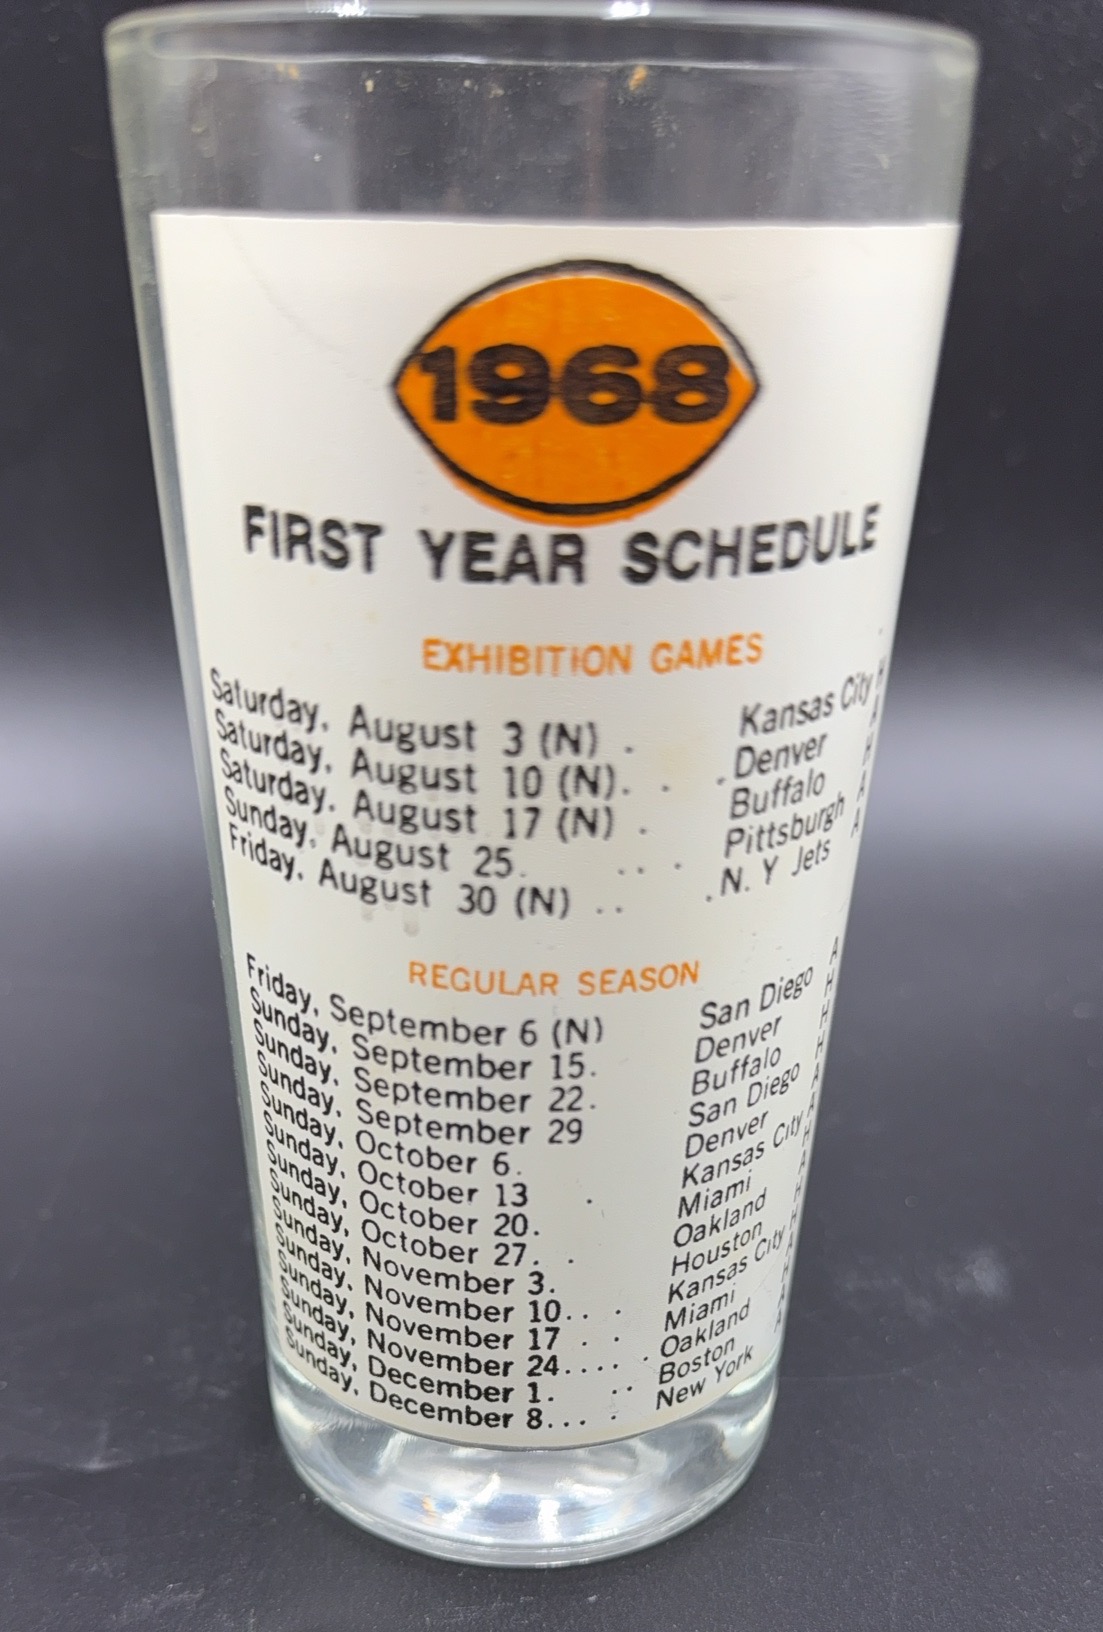 1968
FIRST YEAR SCHEDULE
EXHIBITION GAMES
Saturday, August 3 (N) . Kansas City H
Saturday, August 10 (N). . . Denver A
Saturday, August 17 (N) . Buffalo H
Sunday, August 25. ... . Pittsburgh A
Friday, August 30 (N) .. .N. Y Jets A
REGULAR SEASON
Friday, September 6 (N) San Diego A
Sunday, September 15. Denver H
Sunday, September 22. Buffalo H
Sunday, September 29 San Diego H
Sunday, October 6. Denver A
Sunday, October 13 . Kansas City A
Sunday, October 20. Miami H
Sunday, October 27. . Oakland A
Sunday, November 3. Houston H
Sunday, November 10.. . Kansas City H
Sunday, November 17 . . Miami A
Sunday, November 24.... . Oakland H
Sunday, December 1. .. Boston A
Sunday, December 8... . New York A